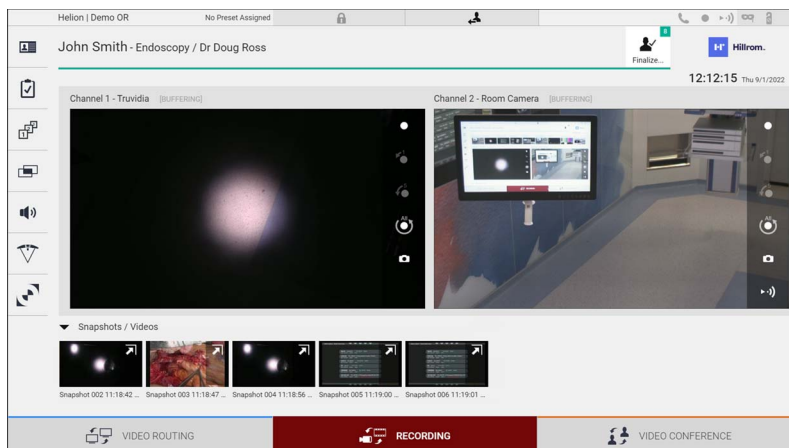 Helion | Demo OR
No Preset Assigned
John Smith - Endoscopy / Dr Doug Ross
8
Finalize...
H-r Hillrom.
12:12:15 Thu 9/1/2022
Channel 1 - Truvidia [BUFFERING]
Channel 2 - Room Camera [BUFFERING]
All
All
Snapshots / Videos
Snapshot 002 11:18:42 ...
Snapshot 003 11:18:47 ...
Snapshot 004 11:18:56 ...
Snapshot 005 11:19:00 ...
Snapshot 006 11:19:01 ...
VIDEO ROUTING
RECORDING
VIDEO CONFERENCE